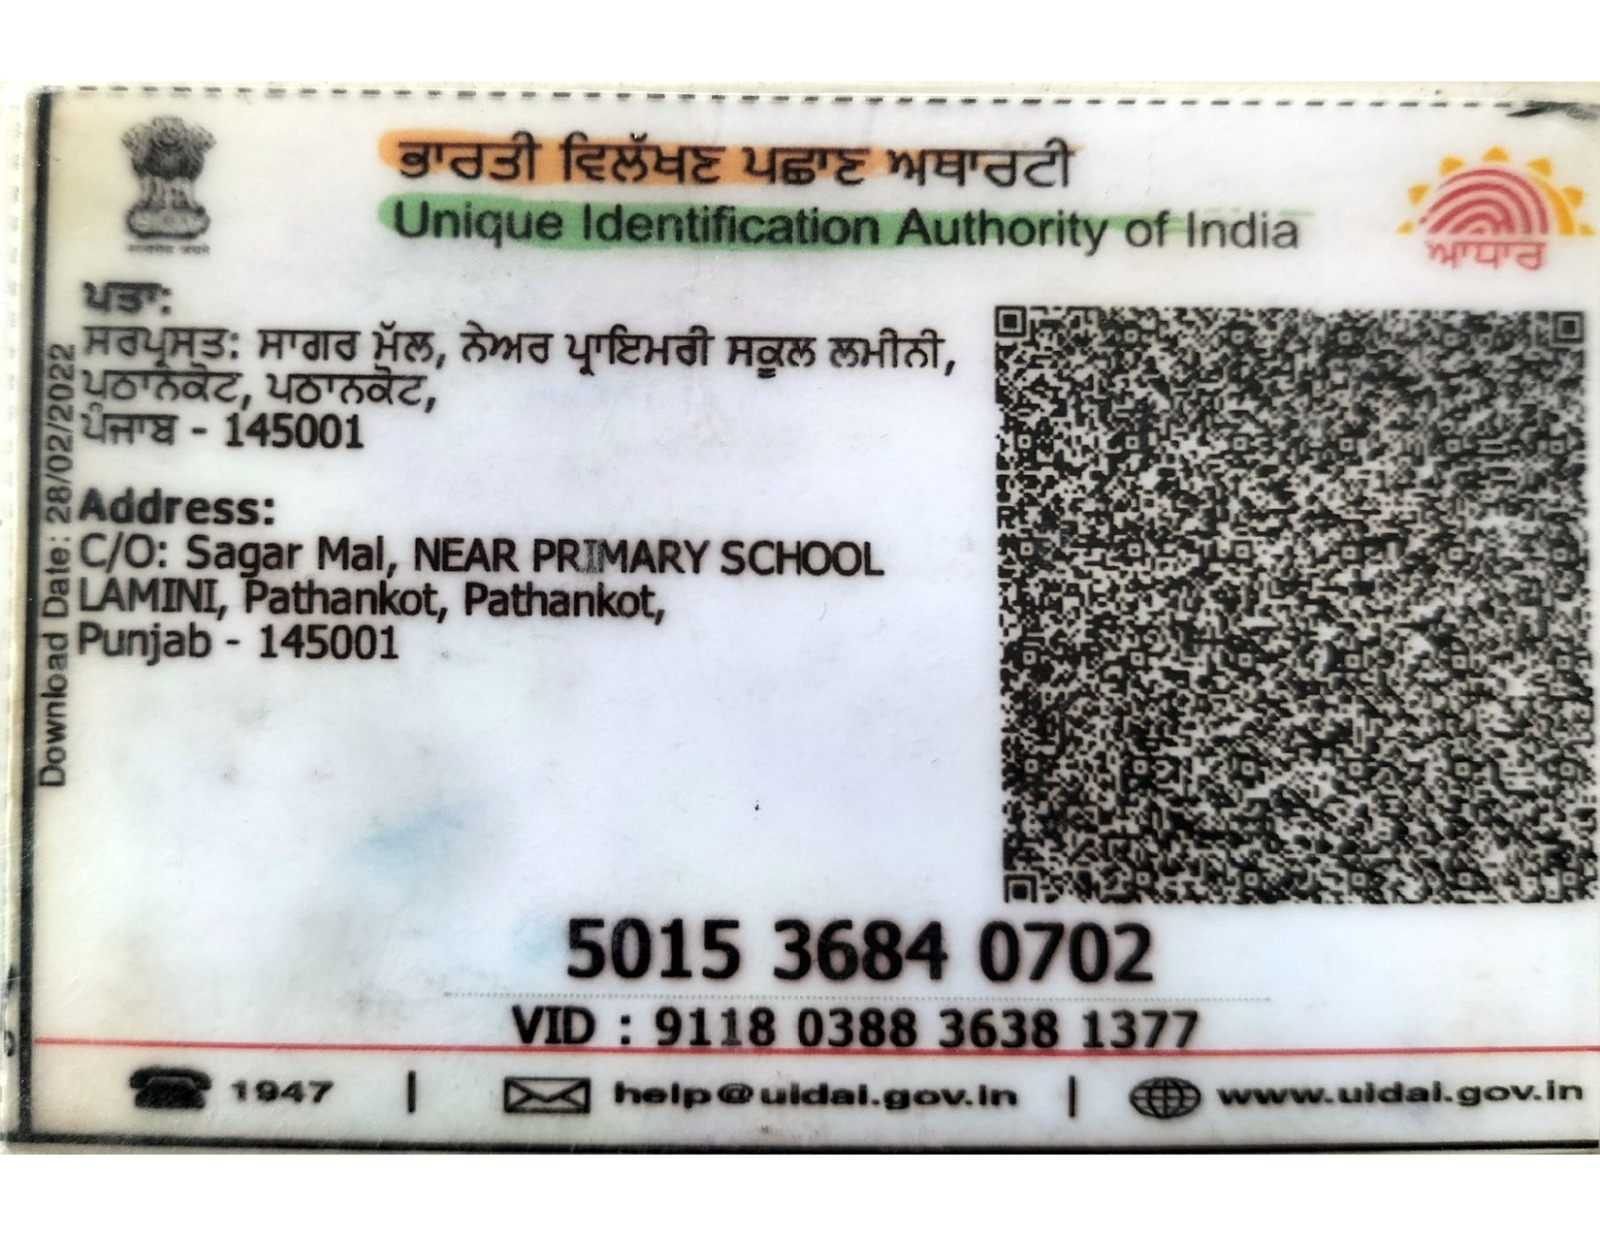 ਭਾਰਤੀ ਵਿਲੱਖਣ ਪਛਾਣ ਅਥਾਰਟੀ
Unique Identification Authority of India
ਆਧਾਰ
ਪਤਾ:
ਸਰਪ੍ਰਸਤ: ਸਾਗਰ ਮੱਲ, ਨੇਅਰ ਪ੍ਰਾਇਮਰੀ ਸਕੂਲ ਲਮੀਨੀ,
ਪਠਾਨਕੋਟ, ਪਠਾਨਕੋਟ,
ਪੰਜਾਬ - 145001
Address:
C/O: Sagar Mal, NEAR PRIMARY SCHOOL
LAMINI, Pathankot, Pathankot,
Punjab - 145001
Download Date: 28/02/2022
5015 3684 0702
VID : 9118 0388 3638 1377
1947 | help@uidai.gov.in | www.uidai.gov.in